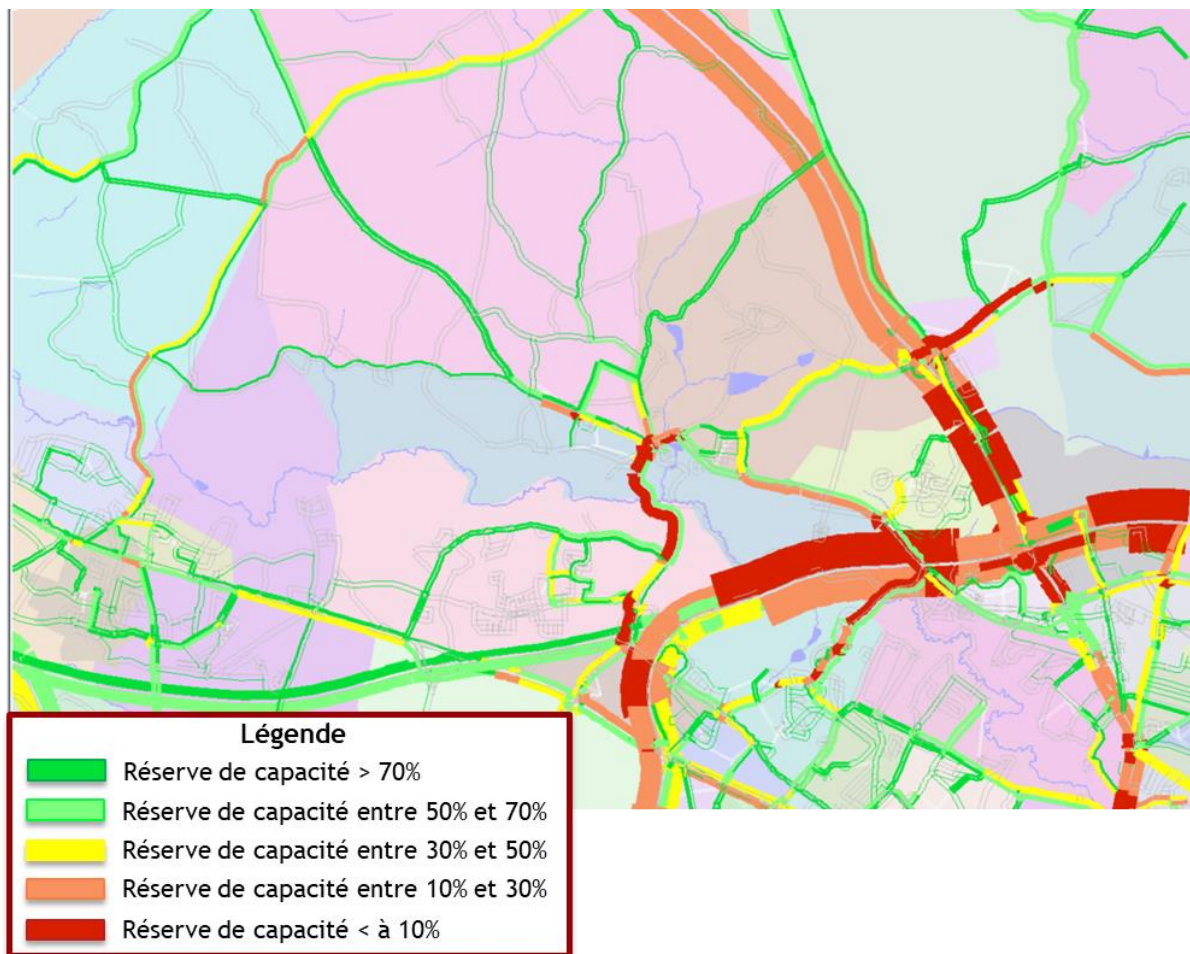 Légende
Réserve de capacité > 70%
Réserve de capacité entre 50% et 70%
Réserve de capacité entre 30% et 50%
Réserve de capacité entre 10% et 30%
Réserve de capacité < à 10%